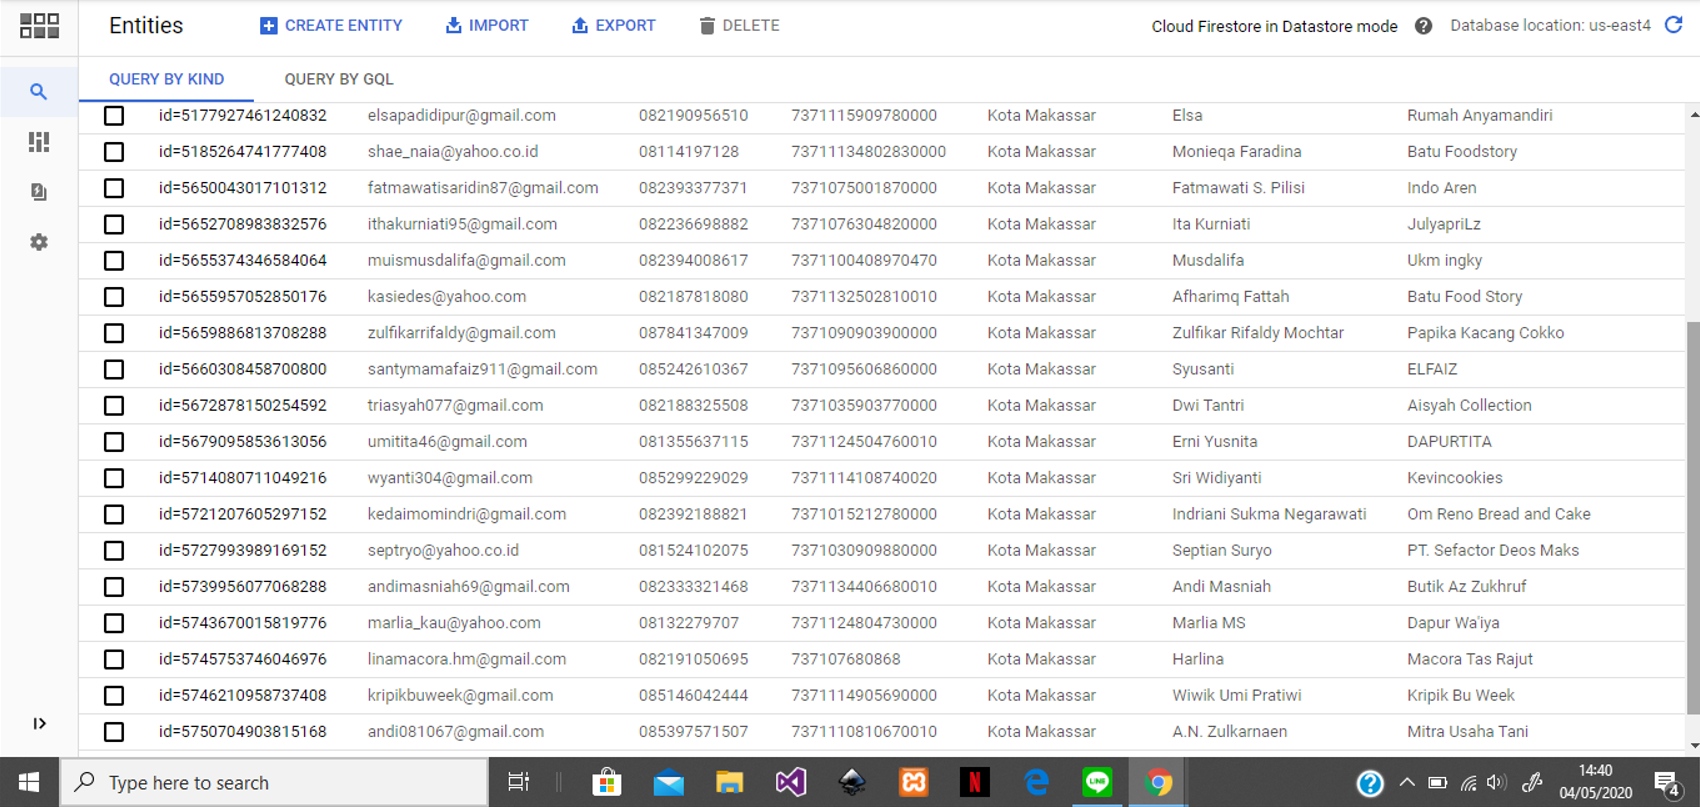 Entities CREATE ENTITY IMPORT EXPORT DELETE Cloud Firestore in Datastore mode ? Database location: us-east4
QUERY BY KIND QUERY BY GQL
id=5177927461240832 elsapadidipur@gmail.com 082190956510 7371115909780000 Kota Makassar Elsa Rumah Anyamandiri
id=5185264741777408 shae_naia@yahoo.co.id 08114197128 73711134802830000 Kota Makassar Monieqa Faradina Batu Foodstory
id=5650043017101312 fatmawatisaridin87@gmail.com 082393377371 7371075001870000 Kota Makassar Fatmawati S. Pilisi Indo Aren
id=5652708983832576 ithakurniati95@gmail.com 082236698882 7371076304820000 Kota Makassar Ita Kurniati JulyapriLz
id=5655374346584064 muismusdalifa@gmail.com 082394008617 7371100408970470 Kota Makassar Musdalifa Ukm ingky
id=5655957052850176 kasiedes@yahoo.com 082187818080 7371132502810010 Kota Makassar Afharimq Fattah Batu Food Story
id=5659886813708288 zulfikarrifaldy@gmail.com 087841347009 7371090903900000 Kota Makassar Zulfikar Rifaldy Mochtar Papika Kacang Cokko
id=5660308458700800 santymamafaiz911@gmail.com 085242610367 7371095606860000 Kota Makassar Syusanti ELFAIZ
id=5672878150254592 triasyah077@gmail.com 082188325508 7371035903770000 Kota Makassar Dwi Tantri Aisyah Collection
id=5679095853613056 umitita46@gmail.com 081355637115 7371124504760010 Kota Makassar Erni Yusnita DAPURTITA
id=5714080711049216 wyanti304@gmail.com 085299229029 7371114108740020 Kota Makassar Sri Widiyanti Kevincookies
id=5721207605297152 kedaimomindri@gmail.com 082392188821 7371015212780000 Kota Makassar Indriani Sukma Negarawati Om Reno Bread and Cake
id=5727993989169152 septryo@yahoo.co.id 081524102075 7371030909880000 Kota Makassar Septian Suryo PT. Sefactor Deos Maks
id=5739956077068288 andimasniah69@gmail.com 082333321468 7371134406680010 Kota Makassar Andi Masniah Butik Az Zukhruf
id=5743670015819776 marlia_kau@yahoo.com 08132279707 7371124804730000 Kota Makassar Marlia MS Dapur Wa'iya
id=5745753746046976 linamacora.hm@gmail.com 082191050695 737107680868 Kota Makassar Harlina Macora Tas Rajut
id=5746210958737408 kripikbuweek@gmail.com 085146042444 7371114905690000 Kota Makassar Wiwik Umi Pratiwi Kripik Bu Week
id=5750704903815168 andi081067@gmail.com 085397571507 7371110810670010 Kota Makassar A.N. Zulkarnaen Mitra Usaha Tani
Type here to search N LINE ? 14:40
04/05/2020 4